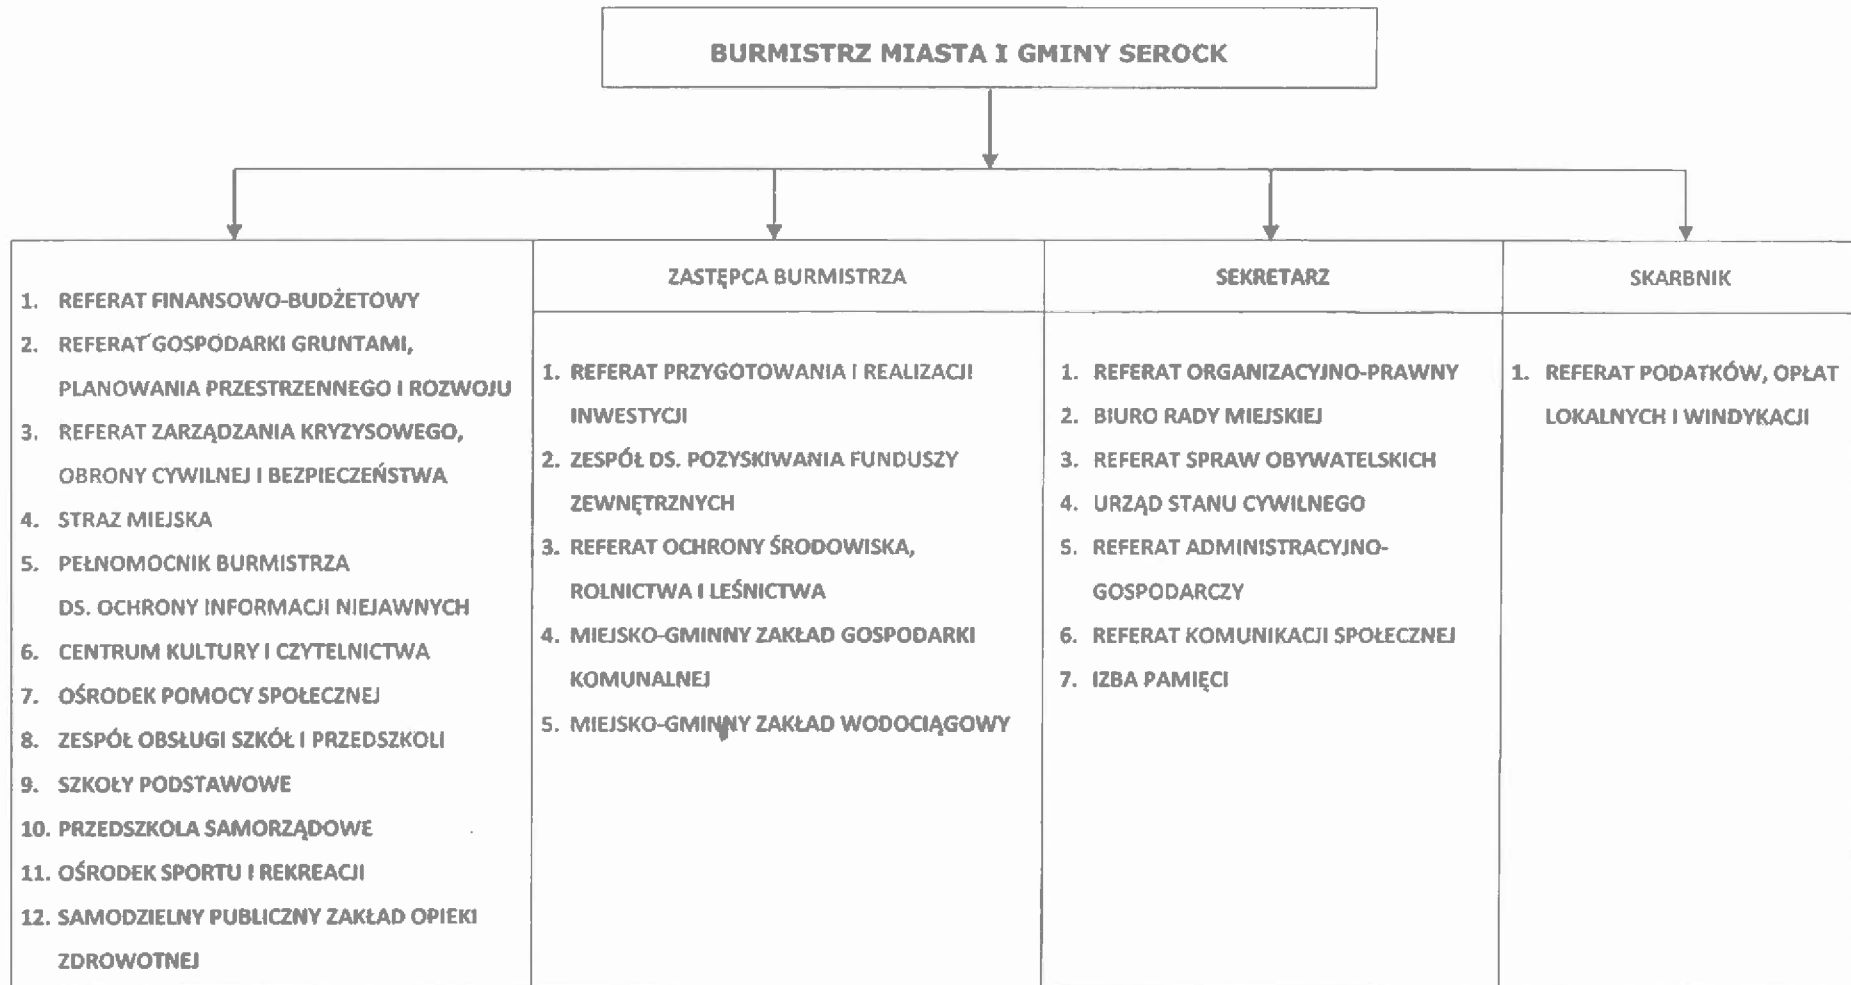 BURMISTRZ MIASTA I GMINY SEROCK
1. REFERAT FINANSOWO-BUDŻETOWY
2. REFERAT GOSPODARKI GRUNTAMI,
PLANOWANIA PRZESTRZENNEGO I ROZWOJU
3. REFERAT ZARZĄDZANIA KRYZYSOWEGO,
OBRONY CYWILNEJ I BEZPIECZEŃSTWA
4. STRAZ MIEJSKA
5. PEŁNOMOCNIK BURMISTRZA
DS. OCHRONY INFORMACJI NIEJAWNYCH
6. CENTRUM KULTURY I CZYTELNICTWA
7. OŚRODEK POMOCY SPOŁECZNEJ
8. ZESPÓŁ OBSŁUGI SZKÓŁ I PRZEDSZKOLI
9. SZKOŁY PODSTAWOWE
10. PRZEDSZKOLA SAMORZĄDOWE
11. OŚRODEK SPORTU I REKREACJI
12. SAMODZIELNY PUBLICZNY ZAKŁAD OPIEKI
ZDROWOTNEJ
ZASTĘPCA BURMISTRZA
1. REFERAT PRZYGOTOWANIA I REALIZACJI
INWESTYCJI
2. ZESPÓŁ DS. POZYSKIWANIA FUNDUSZY
ZEWNĘTRZNYCH
3. REFERAT OCHRONY ŚRODOWISKA,
ROLNICTWA I LEŚNICTWA
4. MIEJSKO-GMINNY ZAKŁAD GOSPODARKI
KOMUNALNEJ
5. MIEJSKO-GMINNY ZAKŁAD WODOCIĄGOWY
SEKRETARZ
1. REFERAT ORGANIZACYJNO-PRAWNY
2. BIURO RADY MIEJSKIEJ
3. REFERAT SPRAW OBYWATELSKICH
4. URZĄD STANU CYWILNEGO
5. REFERAT ADMINISTRACYJNO-
GOSPODARCZY
6. REFERAT KOMUNIKACJI SPOŁECZNEJ
7. IZBA PAMIĘCI
SKARBNIK
1. REFERAT PODATKÓW, OPŁAT
LOKALNYCH I WINDYKACJI